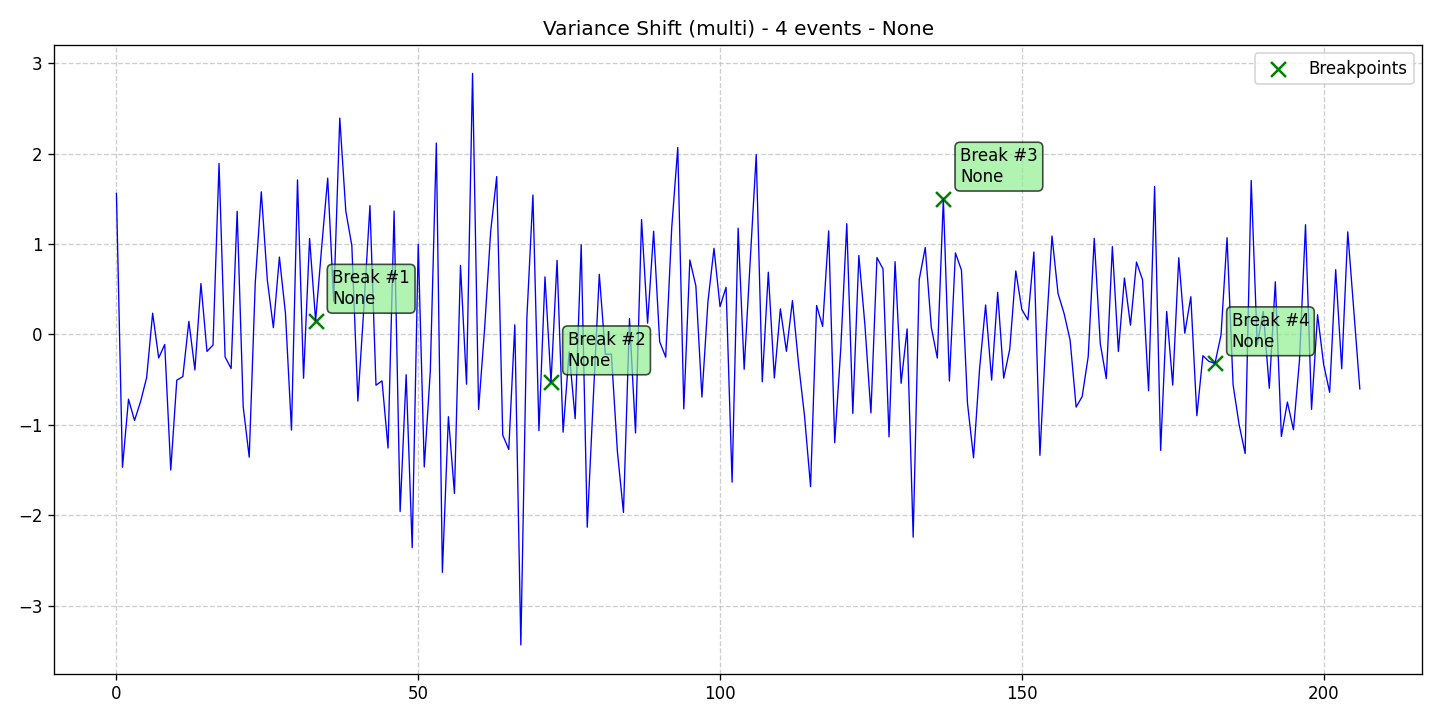 Variance Shift (multi) - 4 events - None
Breakpoints
3
2
1
0
−1
−2
−3
Break #1
None
Break #2
None
Break #3
None
Break #4
None
0
50
100
150
200